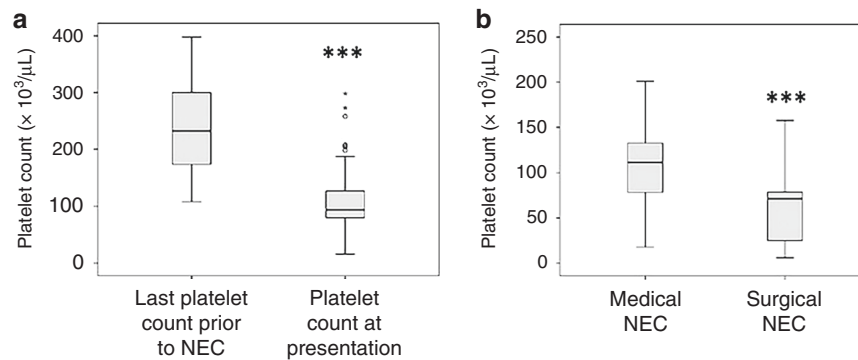 a
Platelet count (× 10³/μL)
400
300
200
100
0
***
Last platelet
count prior
to NEC
Platelet
count at
presentation
b
Platelet count (× 10³/μL)
250
200
150
100
50
0
***
Medical
NEC
Surgical
NEC